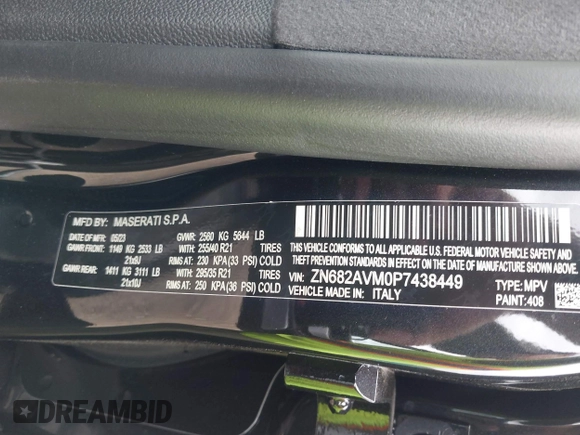 MFD BY: MASERATI S.P.A.
DATE OF MFR: 05/23 GVWR: 2560 KG 5644 LB
GAWR FRONT: 1149 KG 2533 LB WITH: 255/40 R21 TIRES
21x9J RIMS AT: 230 KPA (33 PSI) COLD
GAWR REAR: 1411 KG 3111 LB WITH: 295/35 R21 TIRES
21x10J RIMS AT: 250 KPA (36 PSI) COLD
THIS VEHICLE CONFORMS TO ALL
APPLICABLE FEDERAL MOTOR VEHICLE SAFETY
AND THEFT PREVENTION STANDARDS IN EFFECT ON
THE DATE OF MANUFACTURE SHOWN ABOVE.
VIN: ZN682AVM0P7438449 TYPE: MPV
VEHICLE MADE IN: ITALY PAINT: 408
DREAMBID